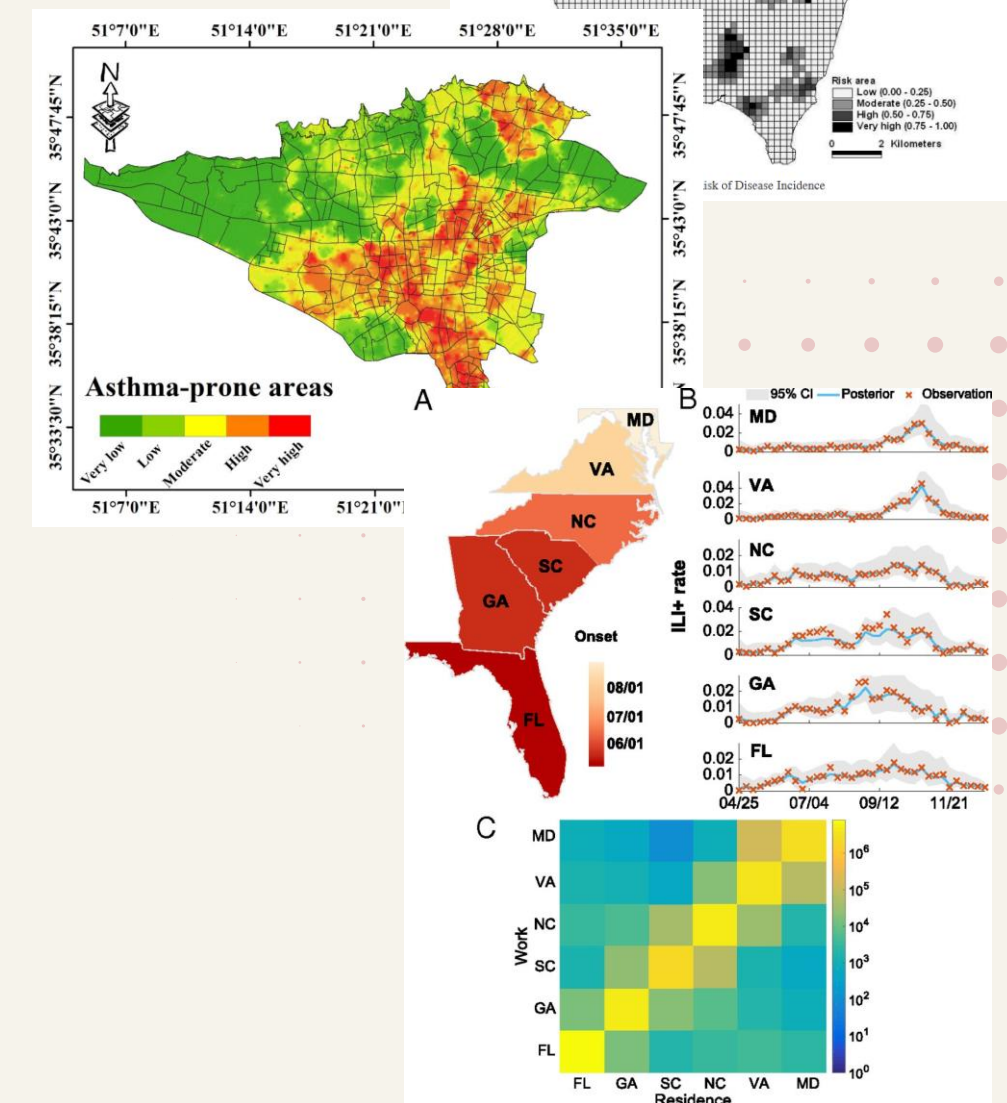 51°7'0"E 51°14'0"E 51°21'0"E 51°28'0"E 51°35'0"E
N
35°47'45"N
35°43'0"N
35°38'15"N
35°33'30"N
35°47'45"N
35°43'0"N
35°38'15"N
Asthma-prone areas
Very low Low Moderate High Very high
51°7'0"E 51°14'0"E 51°21'0"
Risk area
Low (0.00 - 0.25)
Moderate (0.25 - 0.50)
High (0.50 - 0.75)
Very high (0.75 - 1.00)
0 2 Kilometers
of Disease Incidence
A
MD
VA
NC
SC
GA
FL
Onset
08/01
07/01
06/01
B
95% CI Posterior Observation
ILI+ rate
MD
0.04
0.02
0
VA
0.04
0.02
0
NC
0.02
0.01
0
SC
0.04
0.02
0
GA
0.02
0.01
0
FL
0.02
0.01
0
04/25 07/04 09/12 11/21
C
Work
MD
VA
NC
SC
GA
FL
FL GA SC NC VA MD
Residence
10⁶
10⁵
10⁴
10³
10²
10¹
10⁰